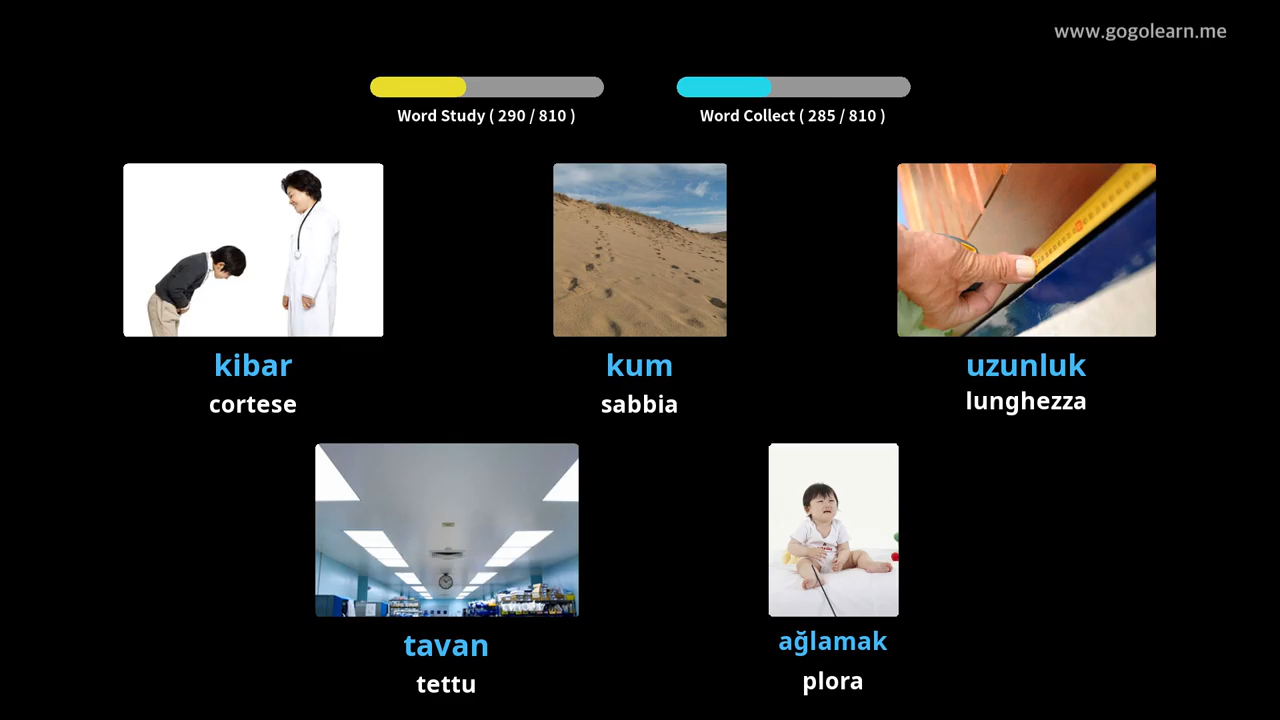 www.gogolearn.me
Word Study ( 290 / 810 )
Word Collect ( 285 / 810 )
kibar
cortese
kum
sabbia
uzunluk
lunghezza
tavan
tettu
ağlamak
plora